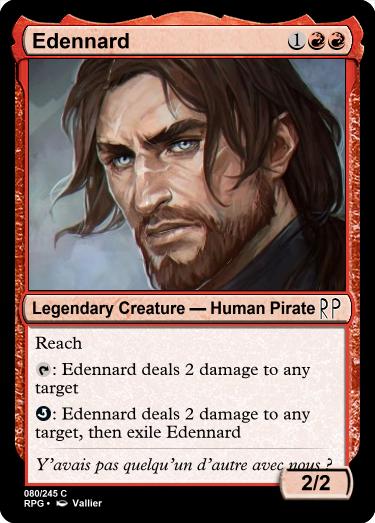 Edennard 1
Legendary Creature — Human Pirate RP
Reach
: Edennard deals 2 damage to any
target
: Edennard deals 2 damage to any
target, then exile Edennard
Y'avais pas quelqu'un d'autre avec nous ?
2/2
080/245 C
RPG • Vallier